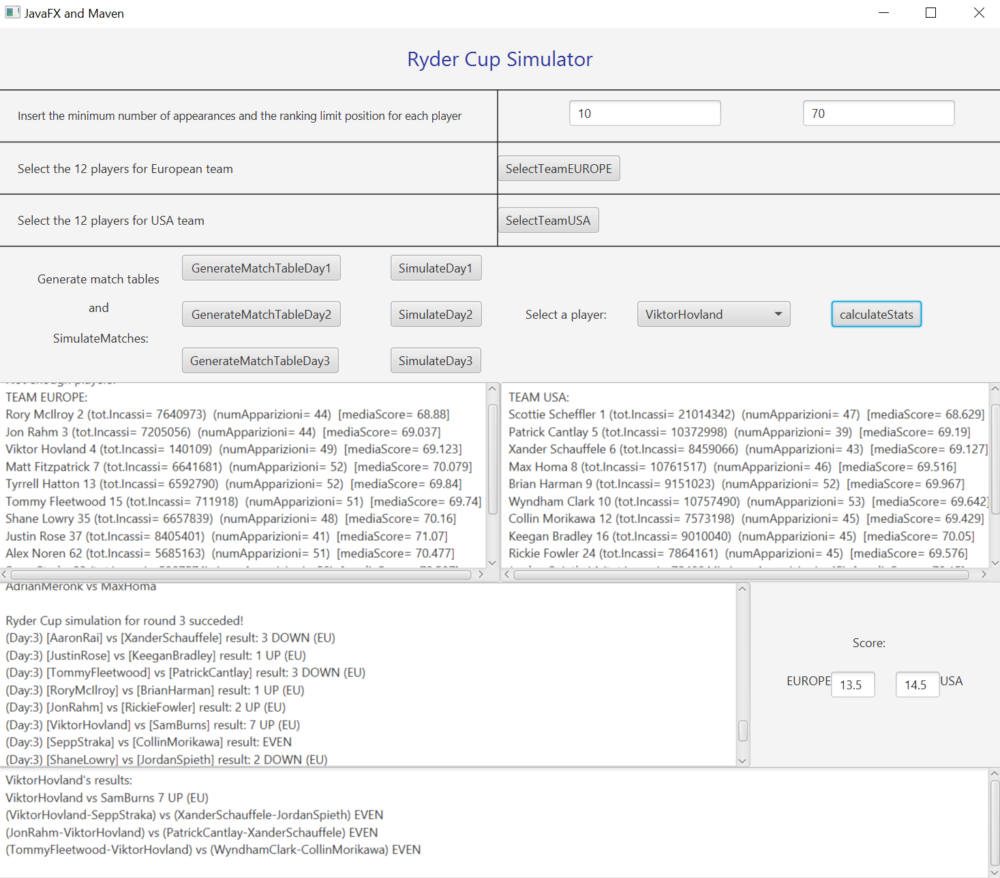 JavaFX and Maven
Ryder Cup Simulator
Insert the minimum number of appearances and the ranking limit position for each player
10
70
Select the 12 players for European team
SelectTeamEUROPE
Select the 12 players for USA team
SelectTeamUSA
Generate match tables
and
SimulateMatches:
GenerateMatchTableDay1
SimulateDay1
GenerateMatchTableDay2
SimulateDay2
Select a player:
ViktorHovland
calculateStats
GenerateMatchTableDay3
SimulateDay3
TEAM EUROPE:
Rory McIlroy 2 (tot.Incassi= 7640973)  (numApparizioni= 44)  [mediaScore= 68.88]
Jon Rahm 3 (tot.Incassi= 7205056)  (numApparizioni= 44)  [mediaScore= 69.037]
Viktor Hovland 4 (tot.Incassi= 140109)  (numApparizioni= 49)  [mediaScore= 69.123]
Matt Fitzpatrick 7 (tot.Incassi= 6641681)  (numApparizioni= 52)  [mediaScore= 70.079]
Tyrrell Hatton 13 (tot.Incassi= 6592790)  (numApparizioni= 52)  [mediaScore= 69.84]
Tommy Fleetwood 15 (tot.Incassi= 711918)  (numApparizioni= 51)  [mediaScore= 69.74]
Shane Lowry 35 (tot.Incassi= 6657839)  (numApparizioni= 48)  [mediaScore= 70.16]
Justin Rose 37 (tot.Incassi= 8405401)  (numApparizioni= 41)  [mediaScore= 71.07]
Alex Noren 62 (tot.Incassi= 5685163)  (numApparizioni= 51)  [mediaScore= 70.477]
TEAM USA:
Scottie Scheffler 1 (tot.Incassi= 21014342)  (numApparizioni= 47)  [mediaScore= 68.629]
Patrick Cantlay 5 (tot.Incassi= 10372998)  (numApparizioni= 39)  [mediaScore= 69.19]
Xander Schauffele 6 (tot.Incassi= 8459066)  (numApparizioni= 43)  [mediaScore= 69.127]
Max Homa 8 (tot.Incassi= 10761517)  (numApparizioni= 46)  [mediaScore= 69.516]
Brian Harman 9 (tot.Incassi= 9151023)  (numApparizioni= 52)  [mediaScore= 69.967]
Wyndham Clark 10 (tot.Incassi= 10757490)  (numApparizioni= 53)  [mediaScore= 69.642]
Collin Morikawa 12 (tot.Incassi= 7573198)  (numApparizioni= 45)  [mediaScore= 69.429]
Keegan Bradley 16 (tot.Incassi= 9010040)  (numApparizioni= 45)  [mediaScore= 70.05]
Rickie Fowler 24 (tot.Incassi= 7864161)  (numApparizioni= 45)  [mediaScore= 69.576]
AdrianMeronk vs MaxHoma
Ryder Cup simulation for round 3 succeded!
(Day:3) [AaronRai] vs [XanderSchauffele] result: 3 DOWN (EU)
(Day:3) [JustinRose] vs [KeeganBradley] result: 1 UP (EU)
(Day:3) [TommyFleetwood] vs [PatrickCantlay] result: 3 DOWN (EU)
(Day:3) [RoryMcIlroy] vs [BrianHarman] result: 1 UP (EU)
(Day:3) [JonRahm] vs [RickieFowler] result: 2 UP (EU)
(Day:3) [ViktorHovland] vs [SamBurns] result: 7 UP (EU)
(Day:3) [SeppStraka] vs [CollinMorikawa] result: EVEN
(Day:3) [ShaneLowry] vs [JordanSpieth] result: 2 DOWN (EU)
Score:
EUROPE 13.5
14.5 USA
ViktorHovland's results:
ViktorHovland vs SamBurns 7 UP (EU)
(ViktorHovland-SeppStraka) vs (XanderSchauffele-JordanSpieth) EVEN
(JonRahm-ViktorHovland) vs (PatrickCantlay-XanderSchauffele) EVEN
(TommyFleetwood-ViktorHovland) vs (WyndhamClark-CollinMorikawa) EVEN